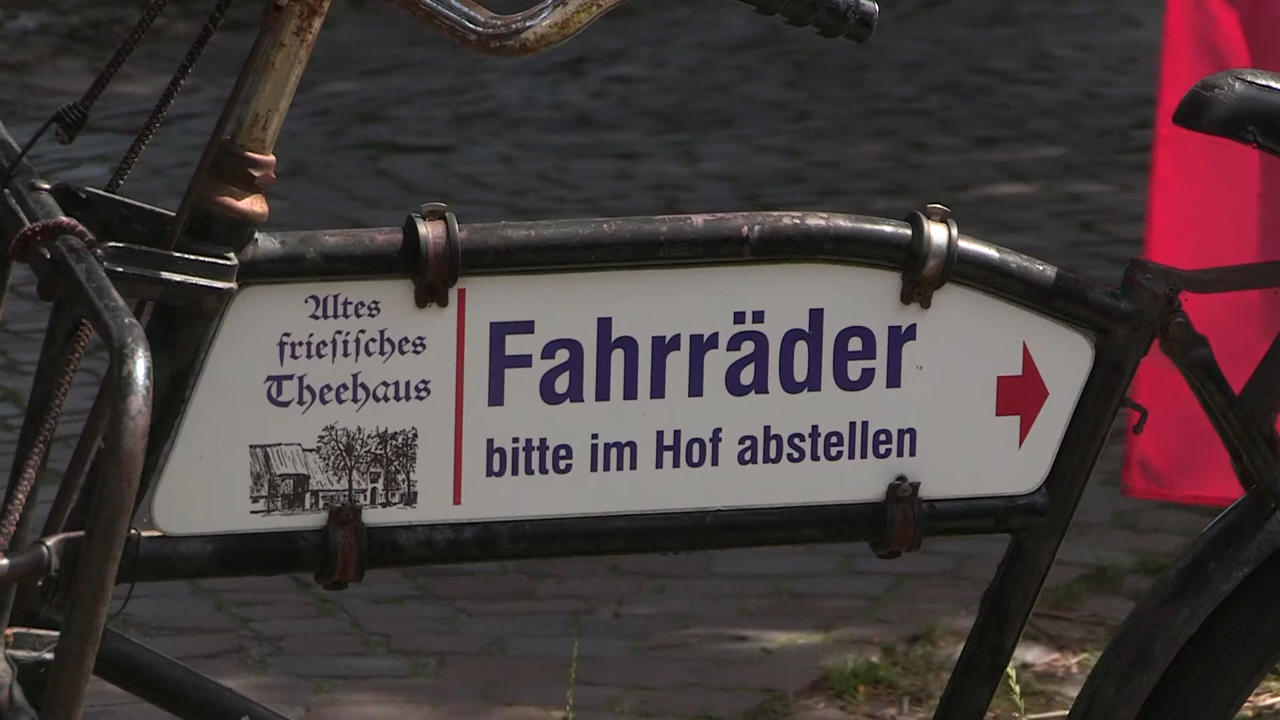 Altes
frieſiſches
Theehaus
Fahrräder
bitte im Hof abstellen